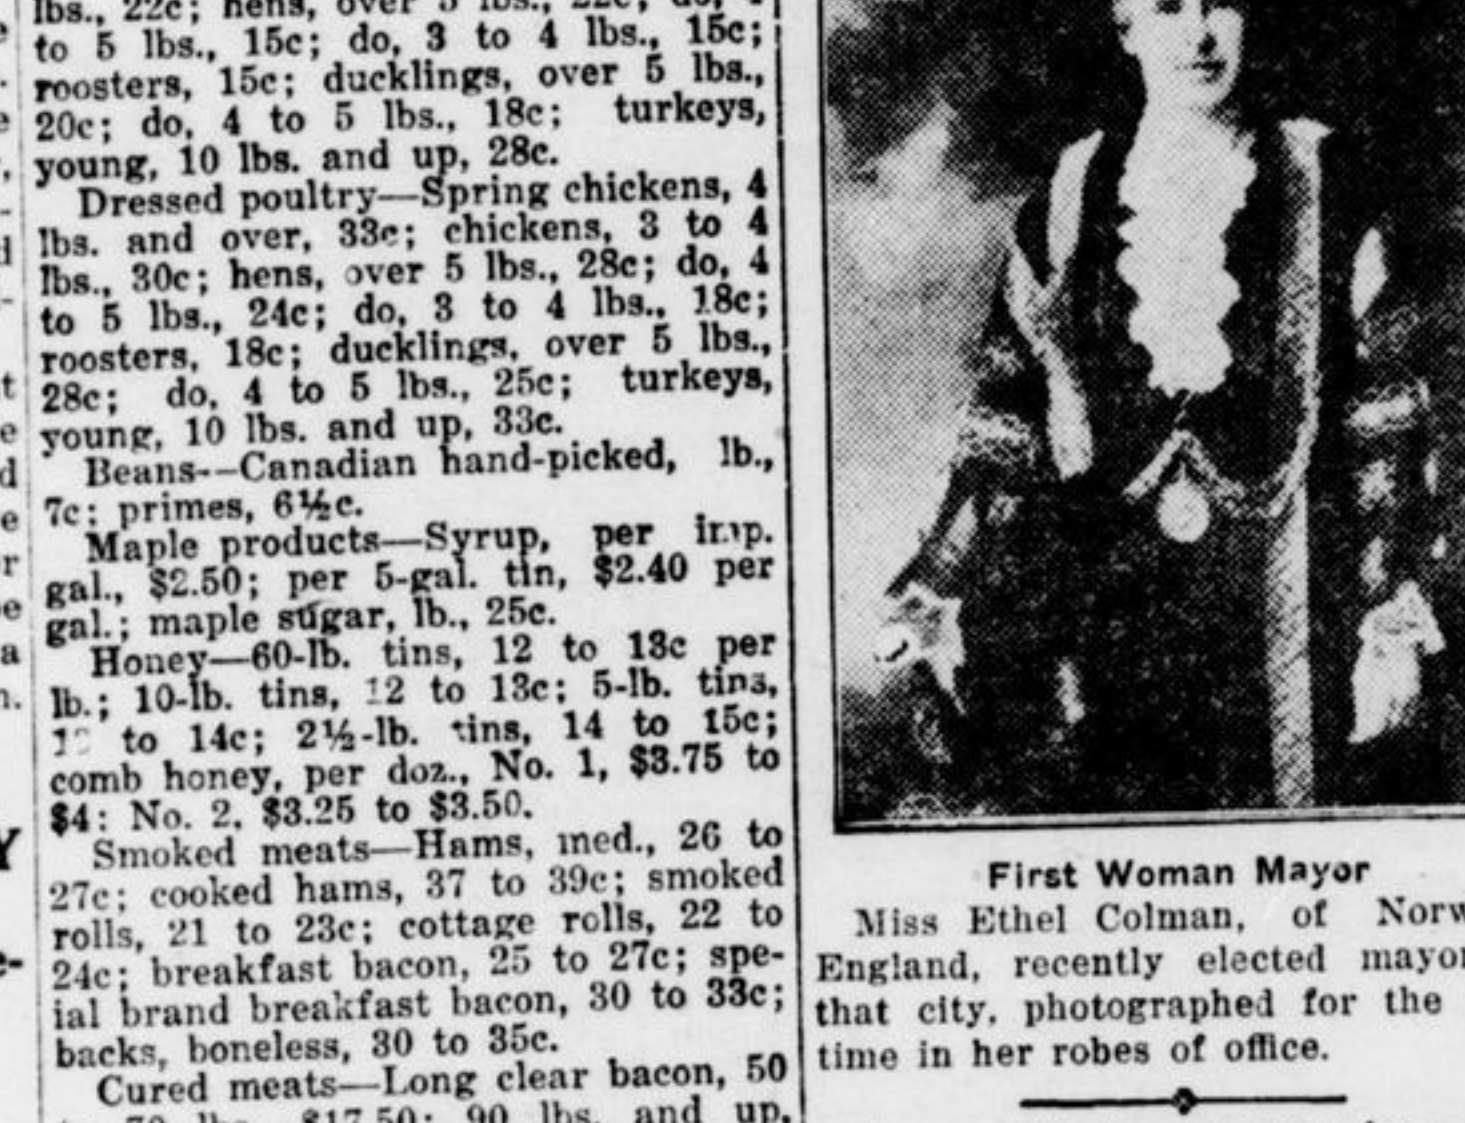 lbs., 22c; hens, over 5 lbs., 22c; do, 4
to 5 lbs., 15c; do, 3 to 4 lbs., 15c;
roosters, 15c; ducklings, over 5 lbs.,
20c; do, 4 to 5 lbs., 18c; turkeys,
young, 10 lbs. and up, 28c.
Dressed poultry—Spring chickens, 4
lbs. and over, 33c; chickens, 3 to 4
lbs., 30c; hens, over 5 lbs., 28c; do, 4
to 5 lbs., 24c; do, 3 to 4 lbs., 18c;
roosters, 18c; ducklings, over 5 lbs.,
28c; do, 4 to 5 lbs., 25c; turkeys,
young, 10 lbs. and up, 33c.
Beans--Canadian hand-picked, lb.,
7c; primes, 6½c.
Maple products—Syrup, per imp.
gal., $2.50; per 5-gal. tin, $2.40 per
gal.; maple sugar, lb., 25c.
Honey—60-lb. tins, 12 to 13c per
lb.; 10-lb. tins, 12 to 13c; 5-lb. tins,
to 14c; 2½-lb. tins, 14 to 15c;
comb honey, per doz., No. 1, $3.75 to
$4; No. 2, $3.25 to $3.50.
Smoked meats—Hams, med., 26 to
27c; cooked hams, 37 to 39c; smoked
rolls, 21 to 23c; cottage rolls, 22 to
24c; breakfast bacon, 25 to 27c; spe-
ial brand breakfast bacon, 30 to 33c;
backs, boneless, 30 to 35c.
Cured meats—Long clear bacon, 50
70 lbs., $17.50; 90 lbs. and up,
First Woman Mayor
Miss Ethel Colman, of Norw
England, recently elected mayor
that city, photographed for the
time in her robes of office.